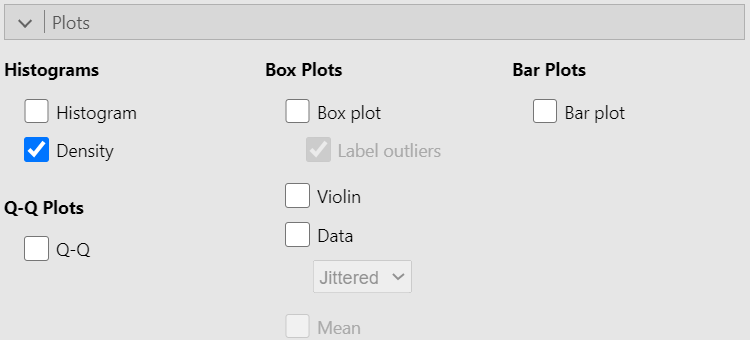 Plots
Histograms
Histogram
Density
Q-Q Plots
Q-Q
Box Plots
Box plot
Label outliers
Violin
Data
Jittered
Mean
Bar Plots
Bar plot